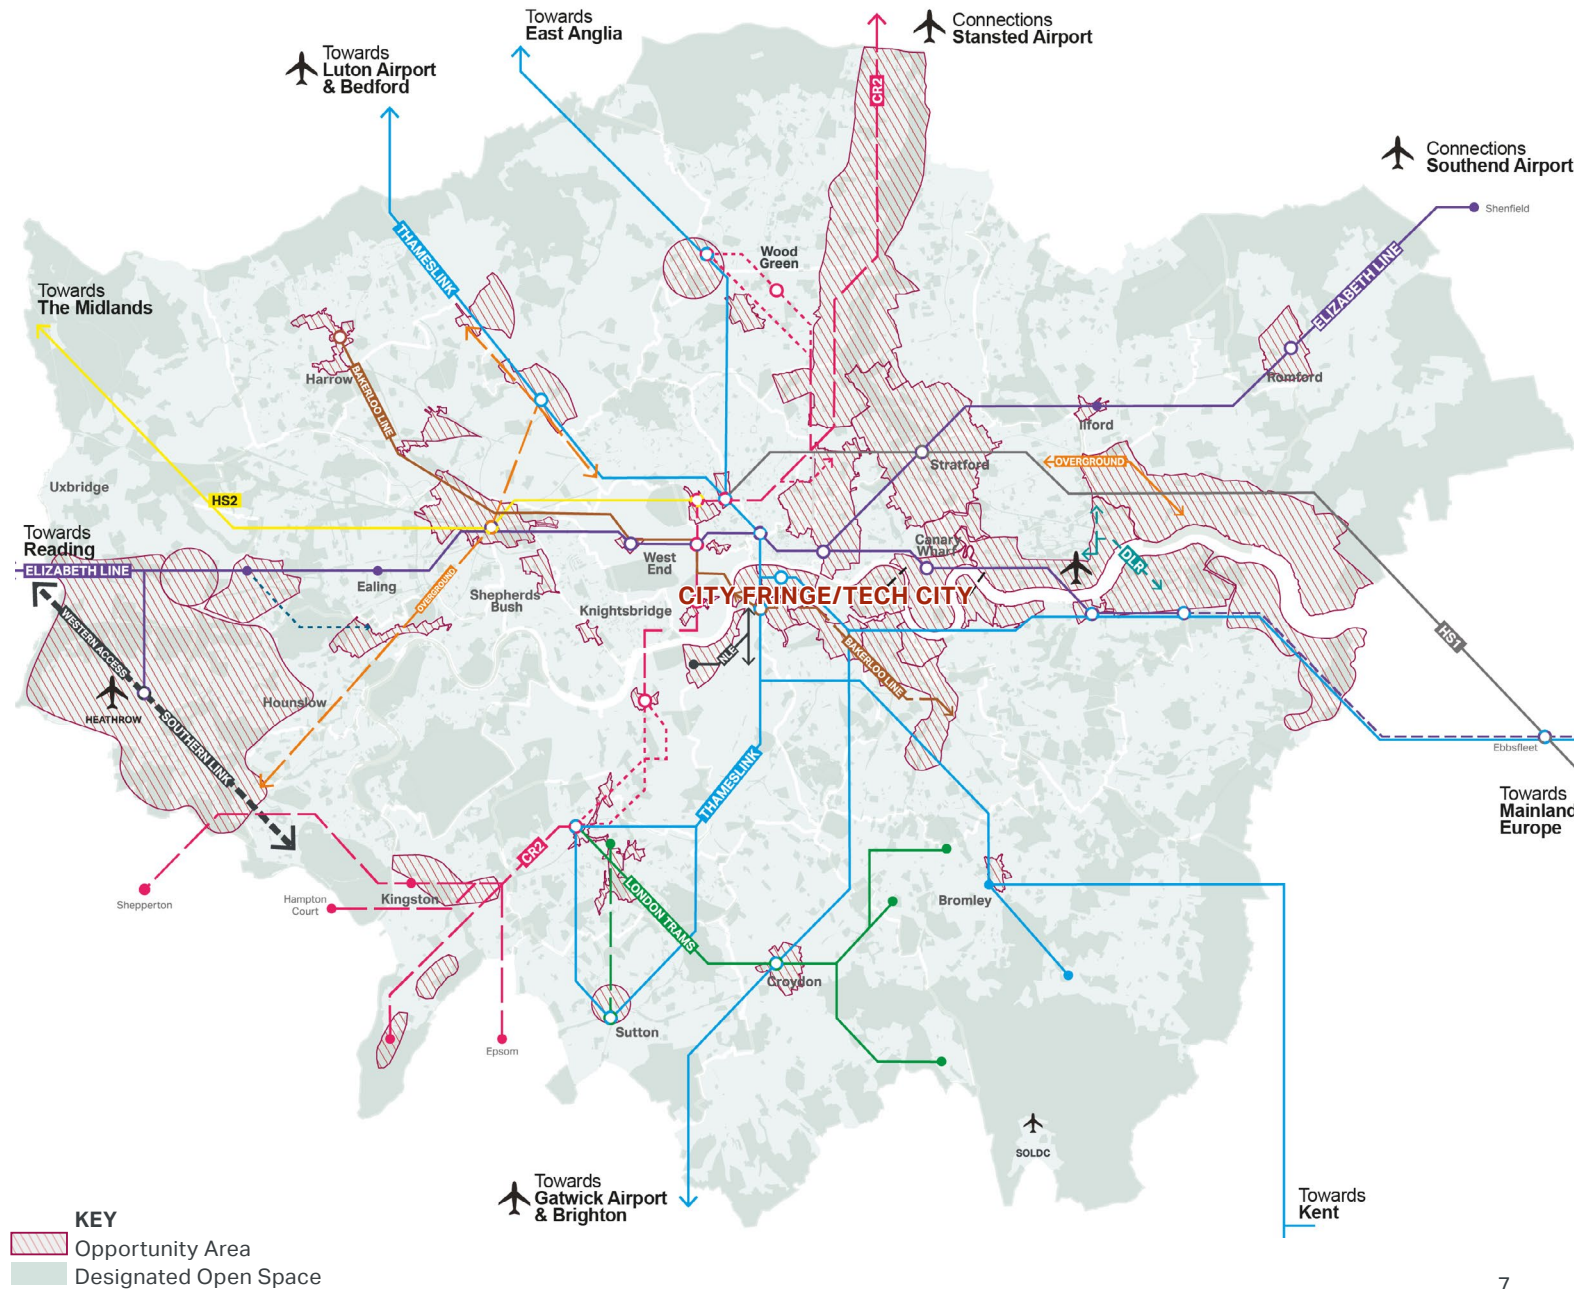 Towards
East Anglia
Connections
Stansted Airport
Towards
Luton Airport
& Bedford
CR2
Connections
Southend Airport
Shenfield
THAMESLINK
Wood
Green
ELIZABETH LINE
Towards
The Midlands
Harrow
BAKERLOO LINE
Romford
Ilford
Stratford
OVERGROUND
Uxbridge
HS2
Towards
Reading
ELIZABETH LINE
Ealing
West
End
Canary
Wharf
DLR
OVERGROUND
Shepherds
Bush
Knightsbridge
CITY FRINGE/TECH CITY
WESTERN ACCESS
NLE
BAKERLOO LINE
HS1
HEATHROW
Hounslow
SOUTHERN LINK
Ebbsfleet
THAMESLINK
Towards
Mainland
Europe
CR2
Shepperton
Hampton
Court
Kingston
LONDON TRAMS
Bromley
Croydon
Sutton
Epsom
SOLDC
Towards
Gatwick Airport
& Brighton
Towards
Kent
KEY
Opportunity Area
Designated Open Space
7